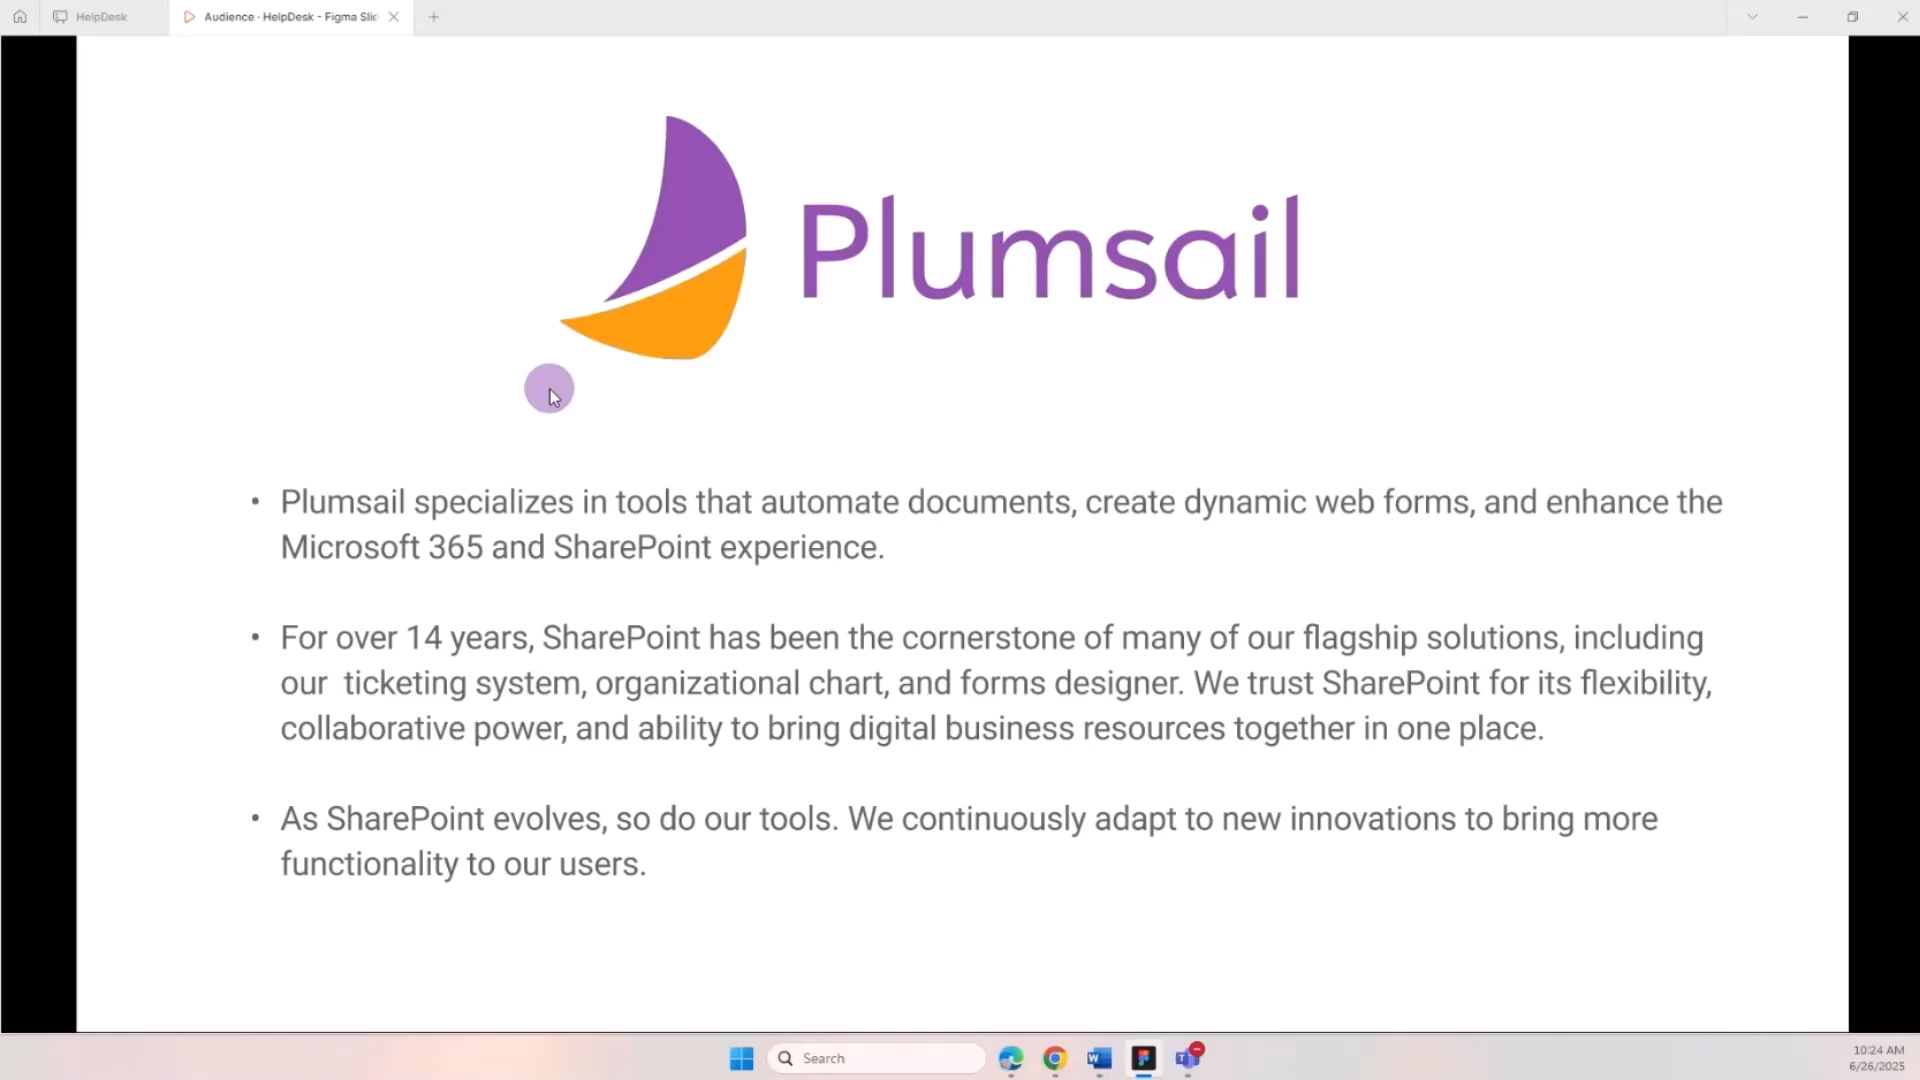 HelpDesk
Audience · HelpDesk - Figma Slic
Plumsail
• Plumsail specializes in tools that automate documents, create dynamic web forms, and enhance the
Microsoft 365 and SharePoint experience.
• For over 14 years, SharePoint has been the cornerstone of many of our flagship solutions, including
our ticketing system, organizational chart, and forms designer. We trust SharePoint for its flexibility,
collaborative power, and ability to bring digital business resources together in one place.
• As SharePoint evolves, so do our tools. We continuously adapt to new innovations to bring more
functionality to our users.
Search
10:24 AM
6/26/2025